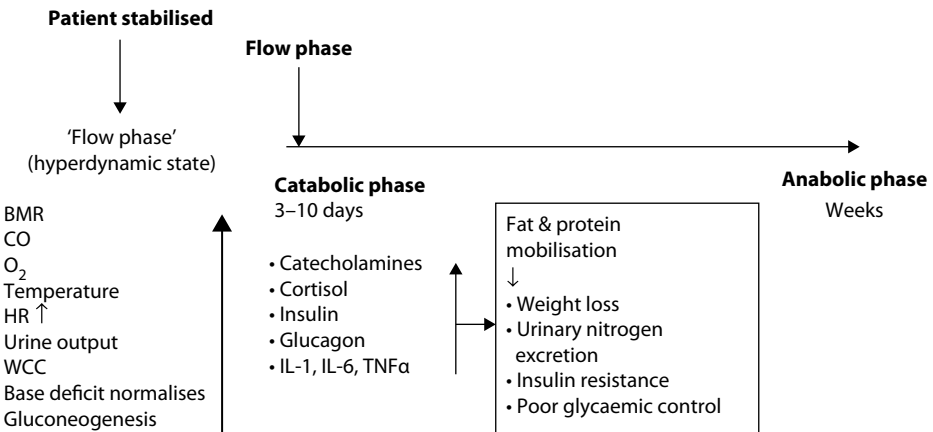 Patient stabilised
Flow phase
'Flow phase'
(hyperdynamic state)
Catabolic phase
3–10 days
Anabolic phase
Weeks
BMR
CO
O₂
Temperature
HR ↑
Urine output
WCC
Base deficit normalises
Gluconeogenesis
• Catecholamines
• Cortisol
• Insulin
• Glucagon
• IL-1, IL-6, TNFα
Fat & protein
mobilisation
↓
• Weight loss
• Urinary nitrogen
excretion
• Insulin resistance
• Poor glycaemic control